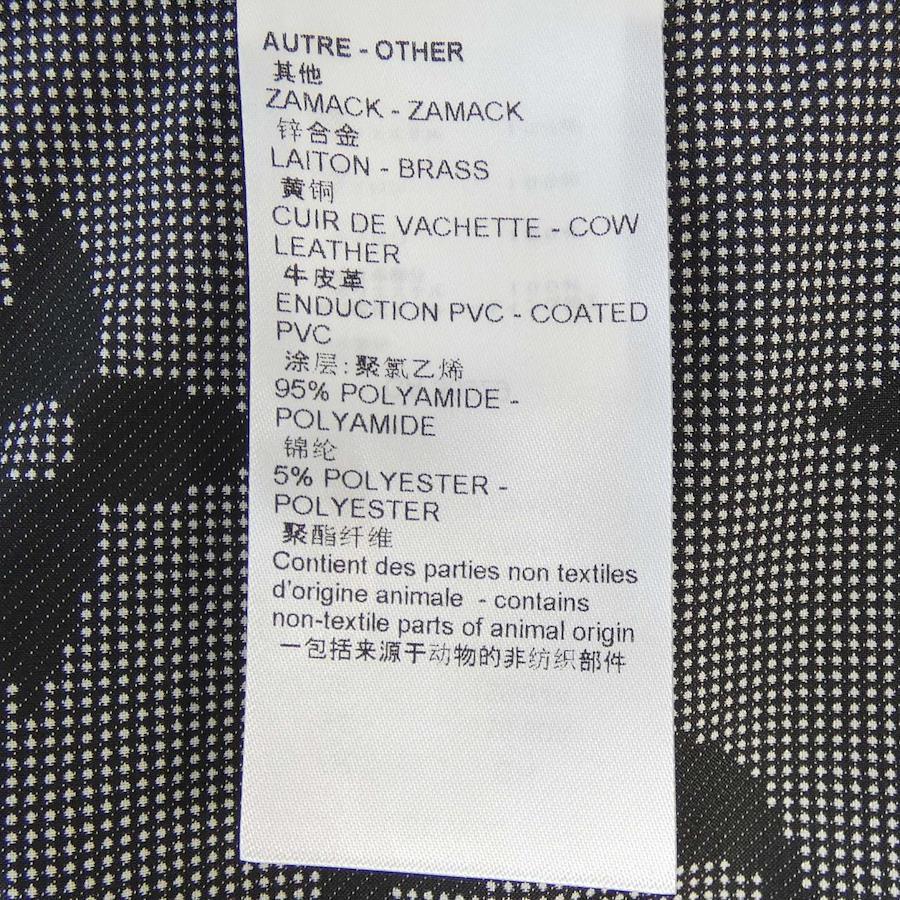 AUTRE - OTHER
其他
ZAMACK - ZAMACK
锌合金
LAITON - BRASS
黄铜
CUIR DE VACHETTE - COW
LEATHER
牛皮革
ENDUCTION PVC - COATED
PVC
涂层:聚氯乙烯
95% POLYAMIDE -
POLYAMIDE
锦纶
5% POLYESTER -
POLYESTER
聚酯纤维
Contient des parties non textiles
d'origine animale - contains
non-textile parts of animal origin
一包括来源于动物的非纺织部件